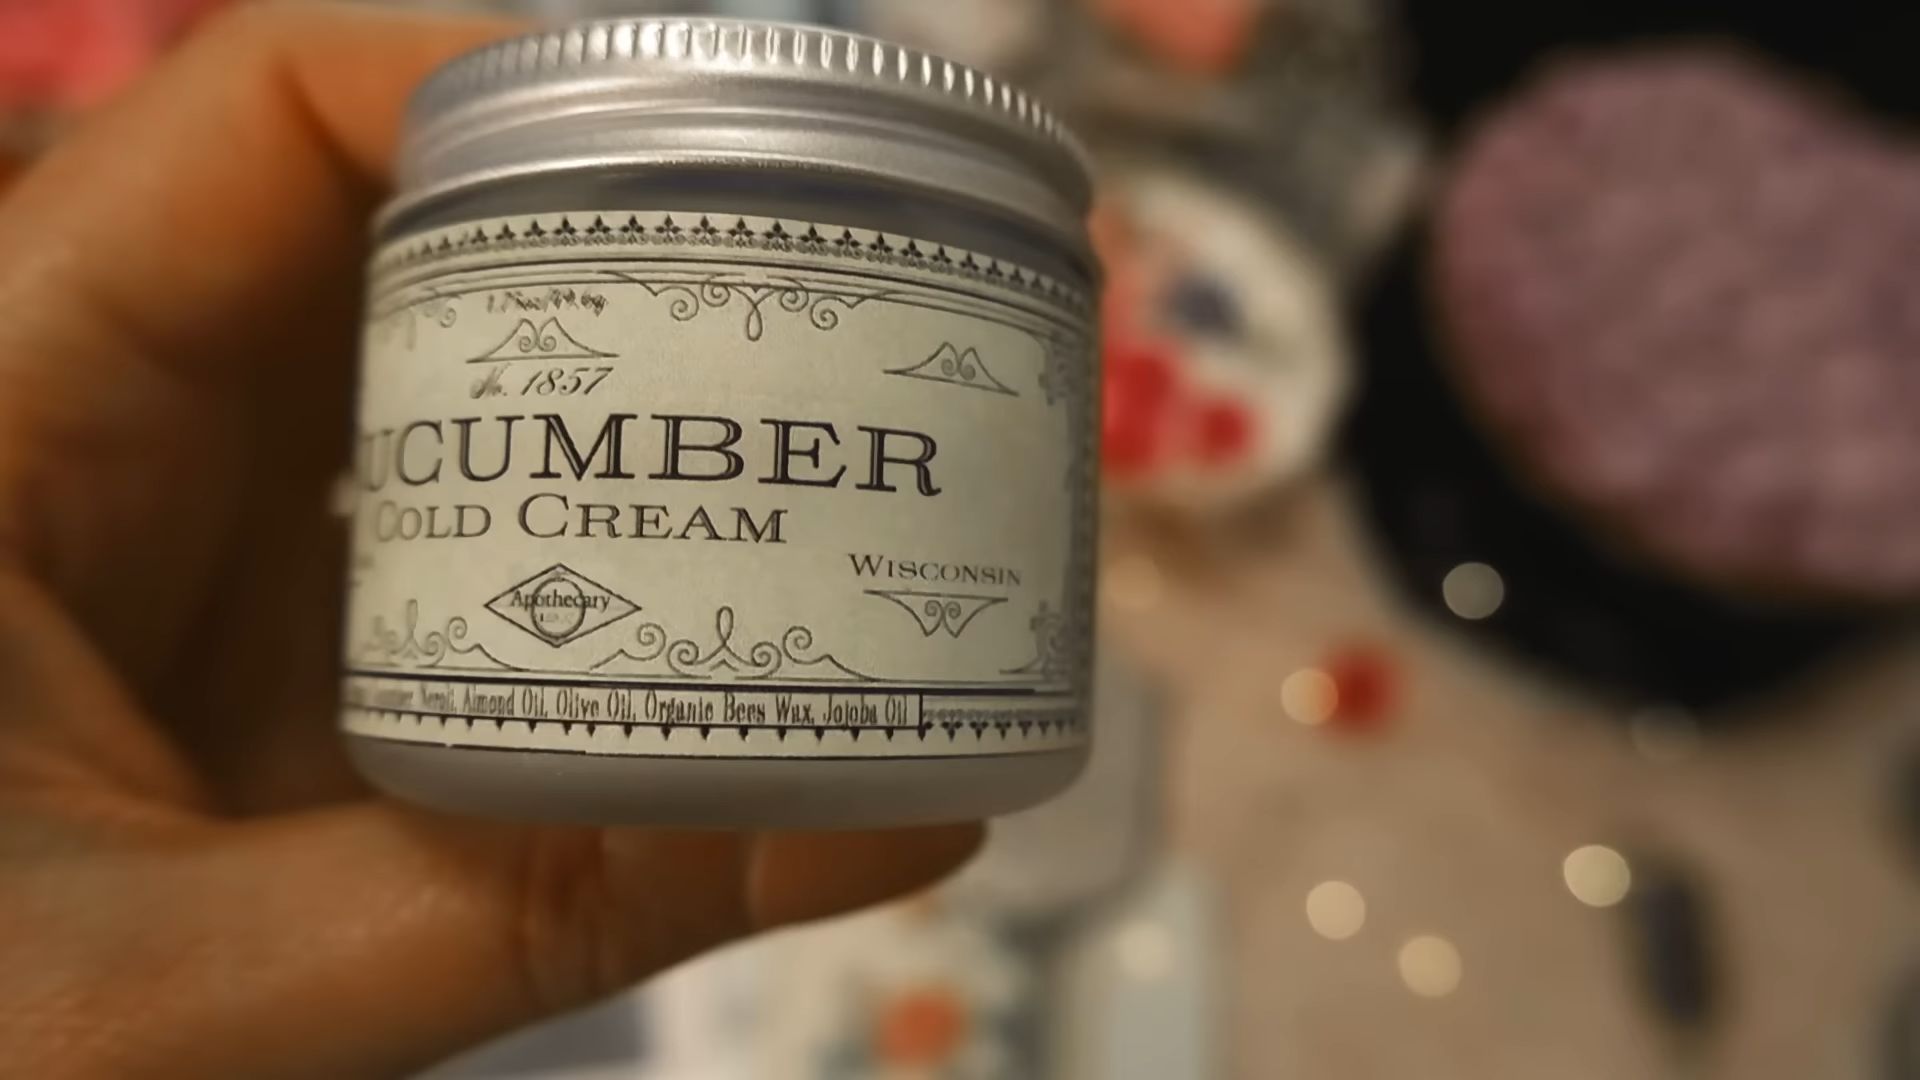 No. 1857
UCUMBER
COLD CREAM
WISCONSIN
Apothecary
Neroli, Almond Oil, Olive Oil, Organic Bees Wax, Jojoba Oil